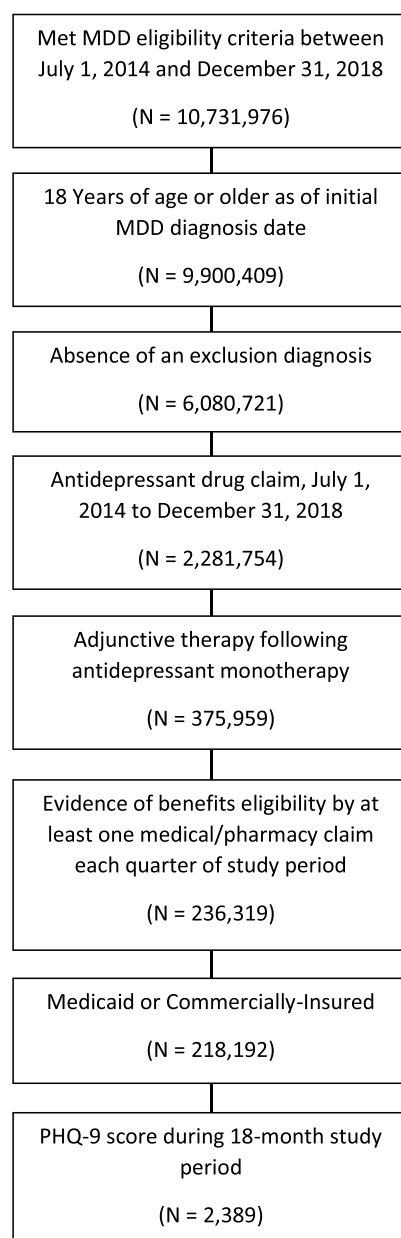 Met MDD eligibility criteria between
July 1, 2014 and December 31, 2018
(N = 10,731,976)
18 Years of age or older as of initial
MDD diagnosis date
(N = 9,900,409)
Absence of an exclusion diagnosis
(N = 6,080,721)
Antidepressant drug claim, July 1,
2014 to December 31, 2018
(N = 2,281,754)
Adjunctive therapy following
antidepressant monotherapy
(N = 375,959)
Evidence of benefits eligibility by at
least one medical/pharmacy claim
each quarter of study period
(N = 236,319)
Medicaid or Commercially-Insured
(N = 218,192)
PHQ-9 score during 18-month study
period
(N = 2,389)